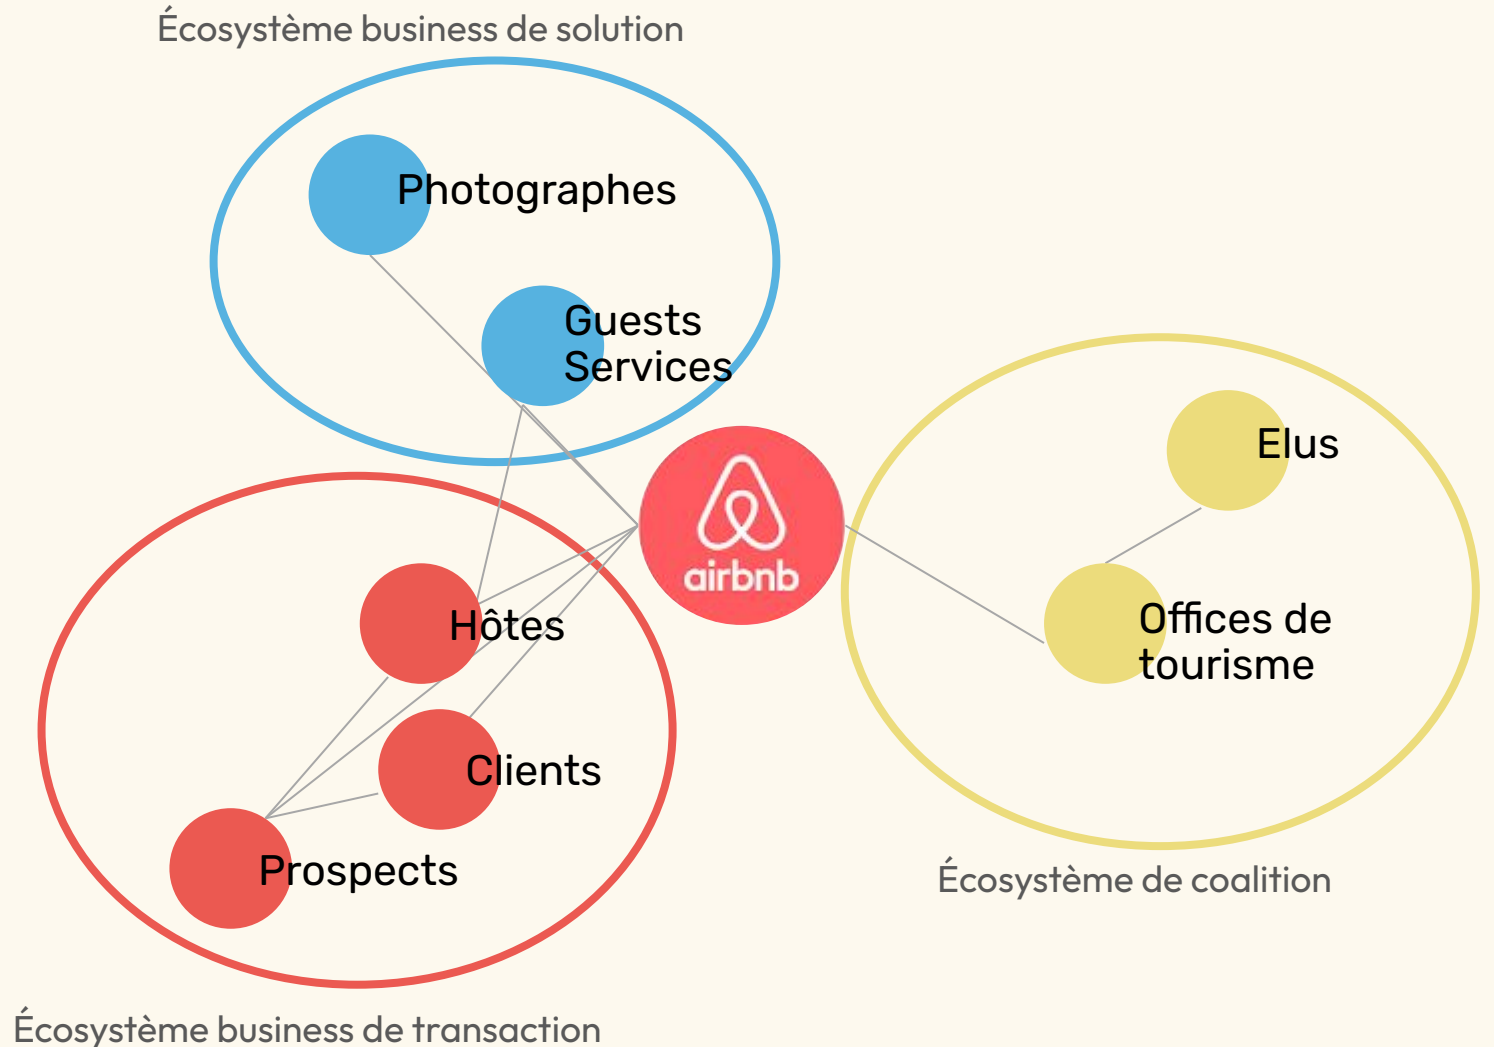 Écosystème business de solution
Photographes
Guests
Services
airbnb
Elus
Offices de
tourisme
Hôtes
Clients
Prospects
Écosystème de coalition
Écosystème business de transaction